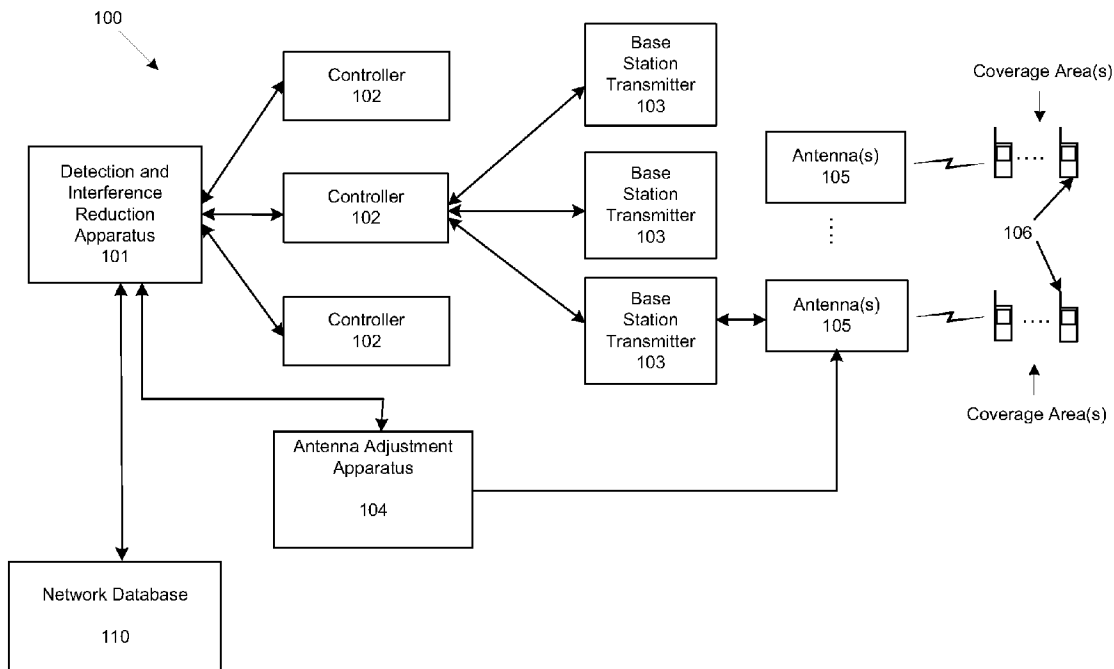 100
Controller
102
Base
Station
Transmitter
103
Coverage Area(s)
Detection and
Interference
Reduction
Apparatus
101
Controller
102
Base
Station
Transmitter
103
Antenna(s)
105
106
Controller
102
Base
Station
Transmitter
103
Antenna(s)
105
Coverage Area(s)
Antenna Adjustment
Apparatus
104
Network Database
110